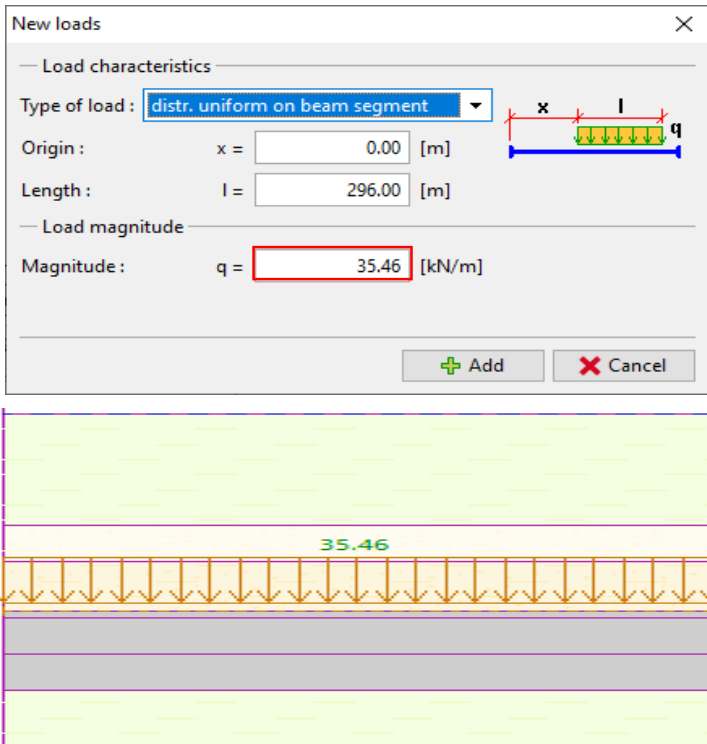 New loads
Load characteristics
Type of load : distr. uniform on beam segment
x l q
Origin : x = 0.00 [m]
Length : l = 296.00 [m]
Load magnitude
Magnitude : q = 35.46 [kN/m]
Add Cancel
35.46